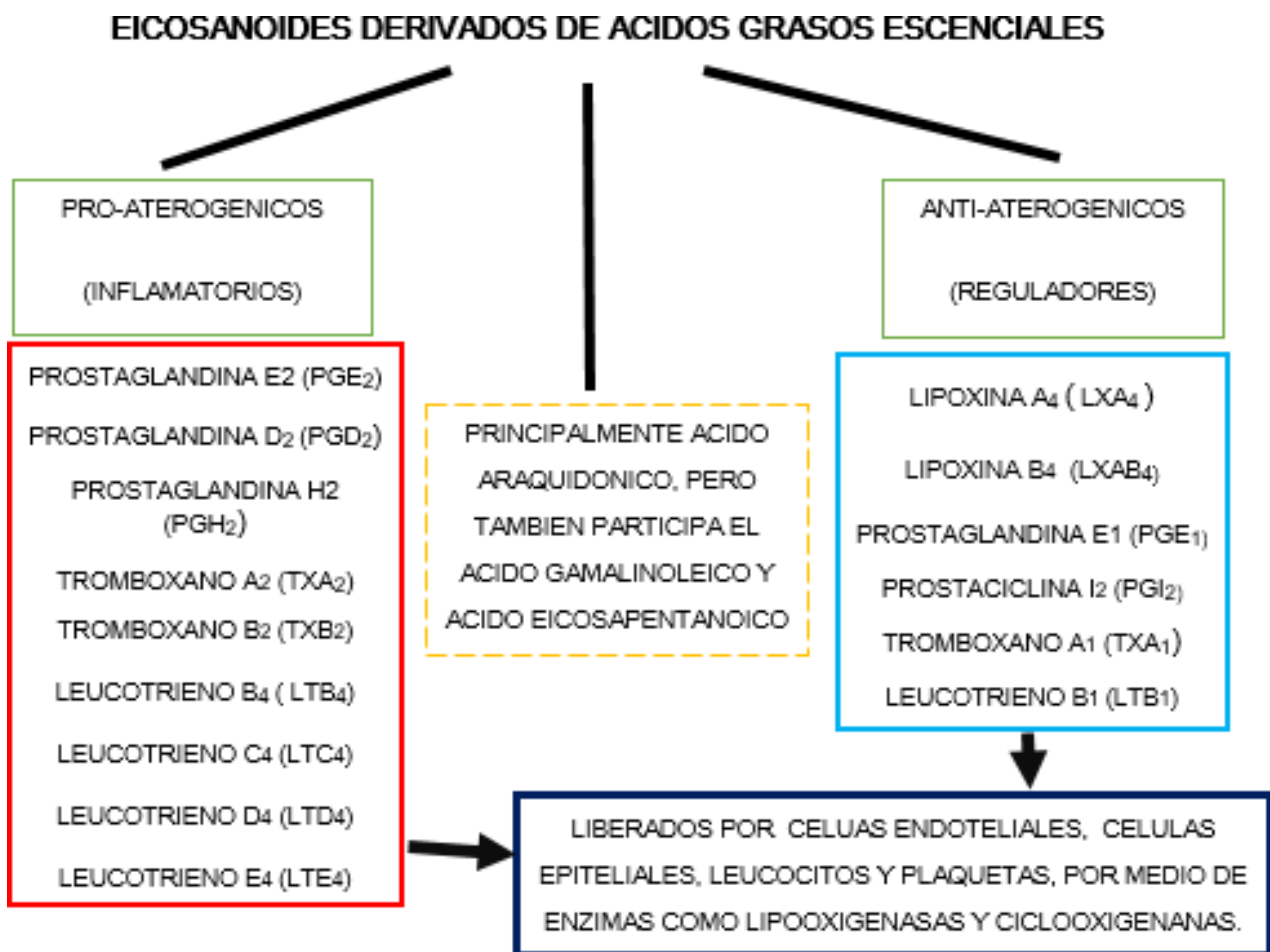 EICOSANOIDES DERIVADOS DE ACIDOS GRASOS ESCENCIALES
PRO-ATEROGENICOS
(INFLAMATORIOS)
PROSTAGLANDINA E2 (PGE₂)
PROSTAGLANDINA D₂ (PGD₂)
PROSTAGLANDINA H2
(PGH₂)
TROMBOXANO A₂ (TXA₂)
TROMBOXANO B₂ (TXB₂)
LEUCOTRIENO B₄ ( LTB₄)
LEUCOTRIENO C₄ (LTC₄)
LEUCOTRIENO D₄ (LTD₄)
LEUCOTRIENO E₄ (LTE₄)
PRINCIPALMENTE ACIDO
ARAQUIDONICO, PERO
TAMBIEN PARTICIPA EL
ACIDO GAMALINOLEICO Y
ACIDO EICOSAPENTANOICO
ANTI-ATEROGENICOS
(REGULADORES)
LIPOXINA A₄ ( LXA₄ )
LIPOXINA B₄ (LXAB₄)
PROSTAGLANDINA E1 (PGE₁)
PROSTACICLINA I₂ (PGI₂)
TROMBOXANO A₁ (TXA₁)
LEUCOTRIENO B₁ (LTB₁)
LIBERADOS POR CELUAS ENDOTELIALES, CELULAS
EPITELIALES, LEUCOCITOS Y PLAQUETAS, POR MEDIO DE
ENZIMAS COMO LIPOOXIGENASAS Y CICLOOXIGENANAS.